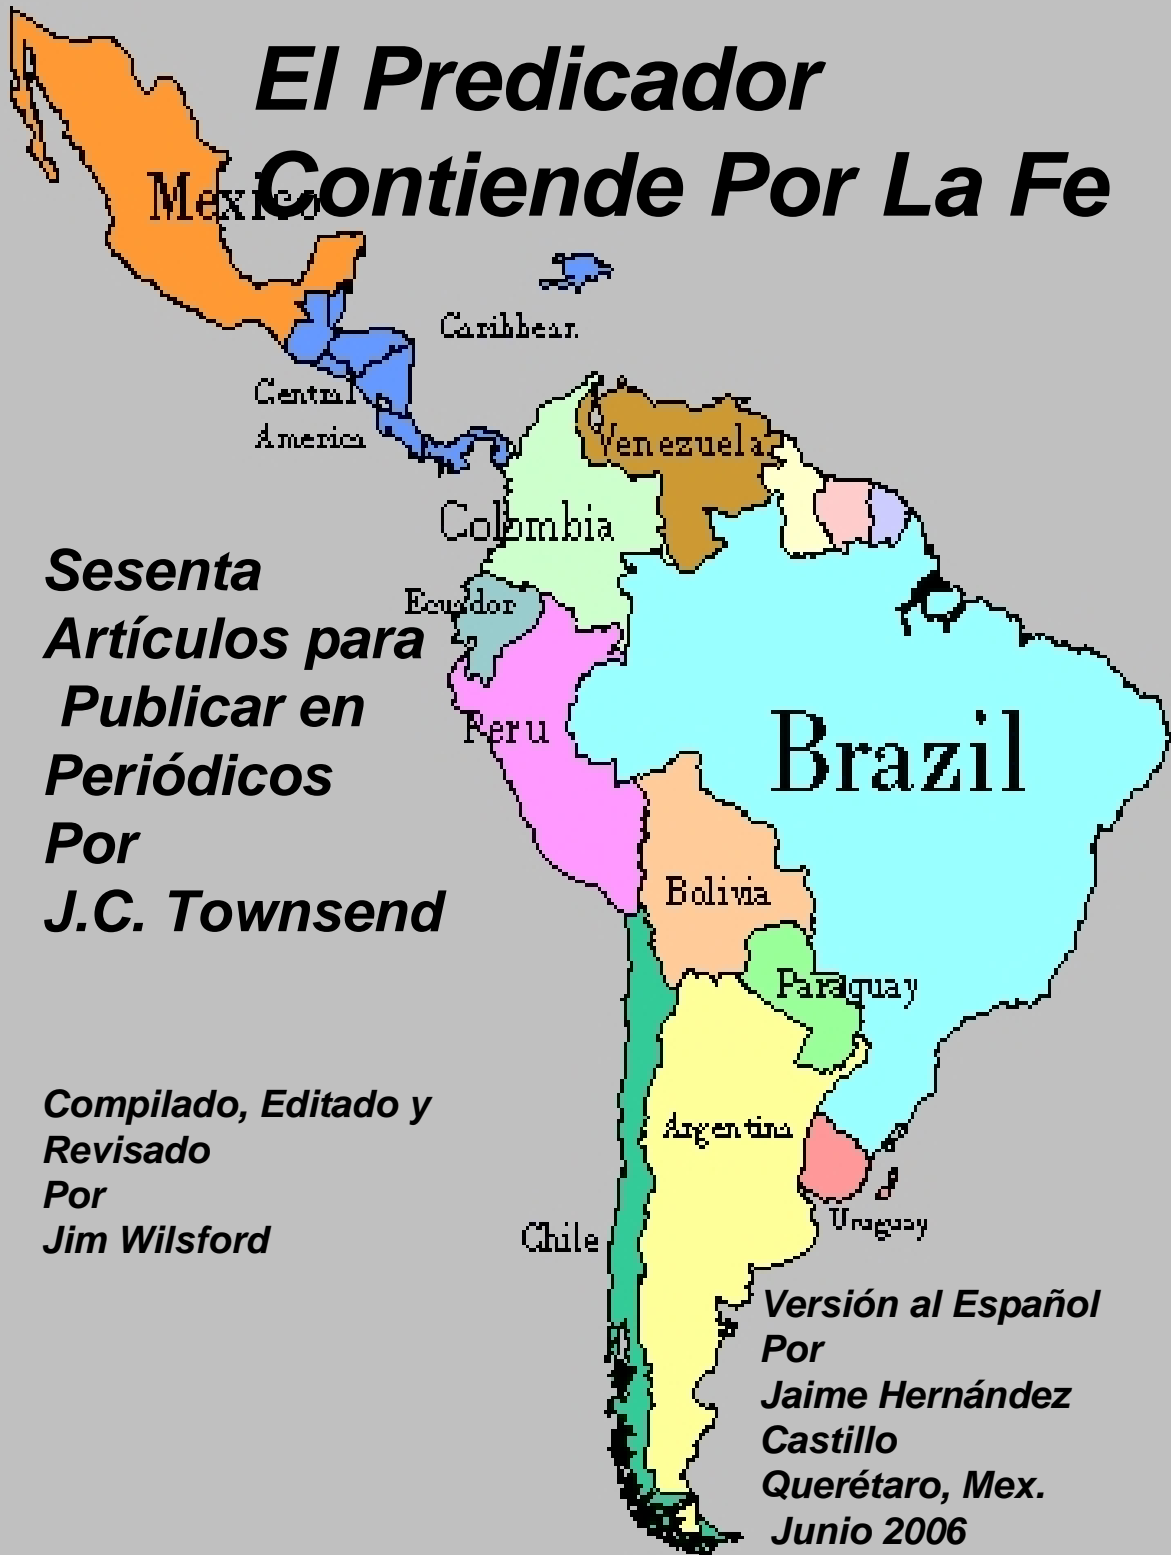 El Predicador
Contiende Por La Fe
Mexico
Caribbean
Central
America
Venezuela
Colombia
Ecuador
Peru
Brazil
Bolivia
Paraguay
Argentina
Chile
Uruguay
Sesenta
Artículos para
Publicar en
Periódicos
Por
J.C. Townsend
Compilado, Editado y
Revisado
Por
Jim Wilsford
Versión al Español
Por
Jaime Hernández
Castillo
Querétaro, Mex.
Junio 2006